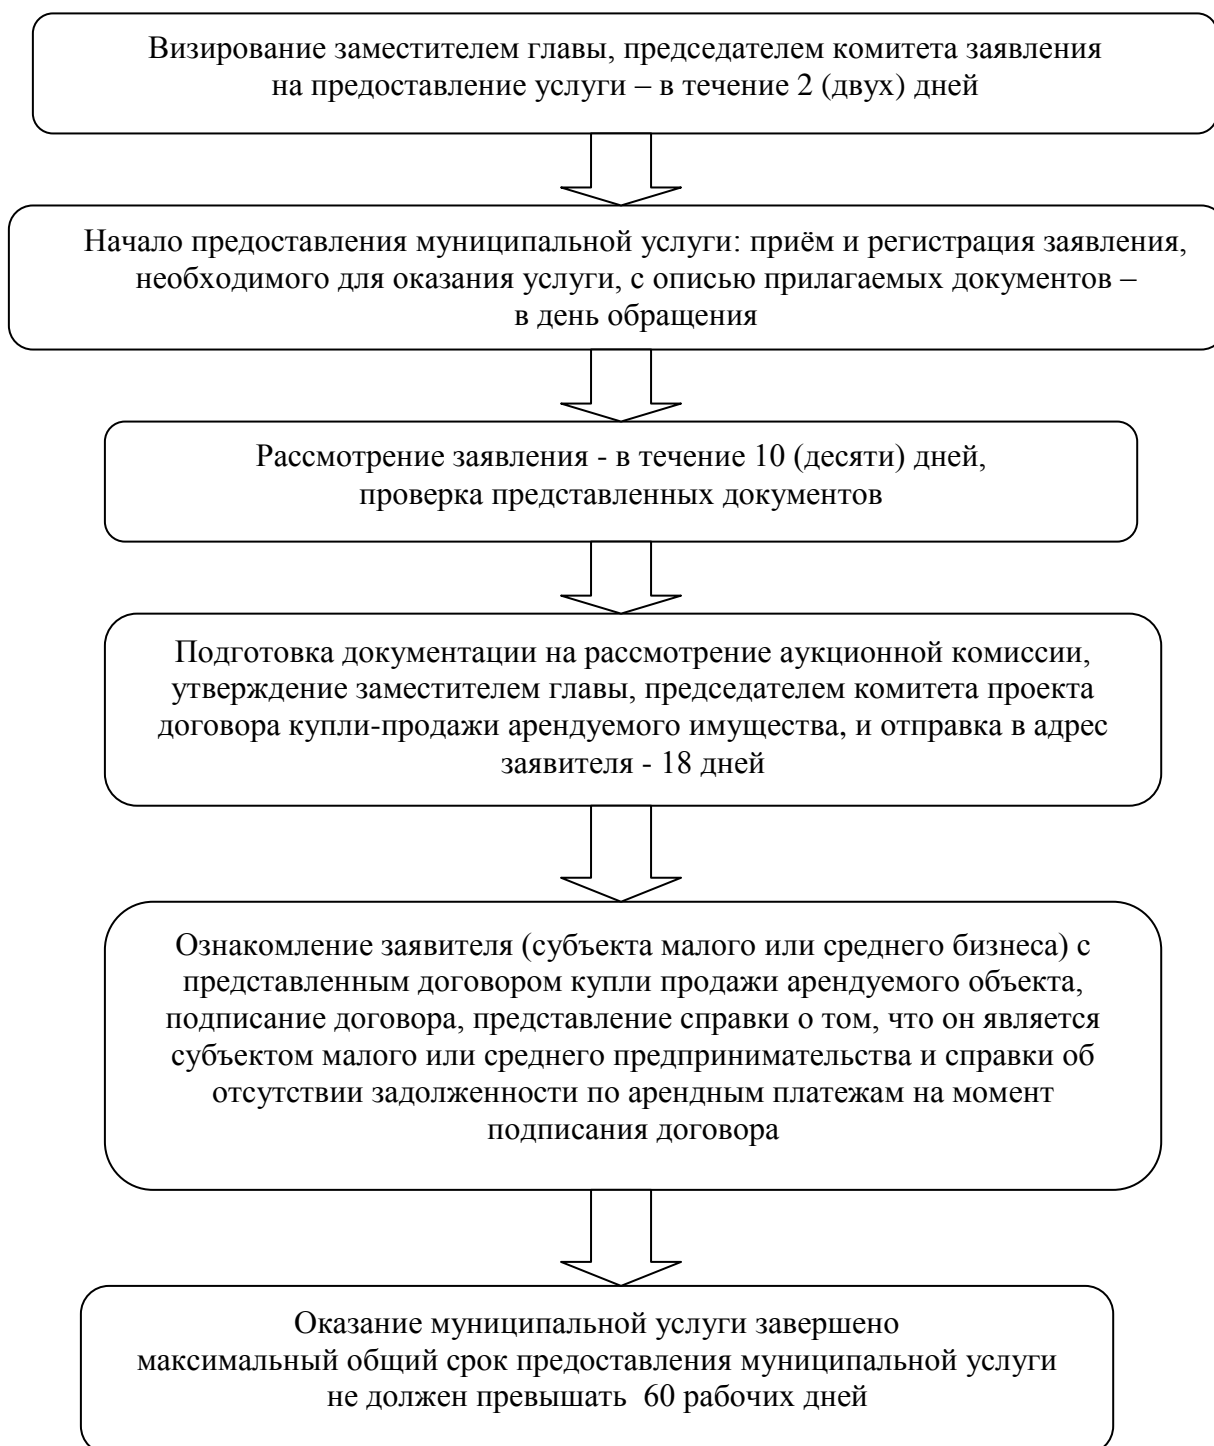 Визирование заместителем главы, председателем комитета заявления
на предоставление услуги – в течение 2 (двух) дней
Начало предоставления муниципальной услуги: приём и регистрация заявления,
необходимого для оказания услуги, с описью прилагаемых документов –
в день обращения
Рассмотрение заявления - в течение 10 (десяти) дней,
проверка представленных документов
Подготовка документации на рассмотрение аукционной комиссии,
утверждение заместителем главы, председателем комитета проекта
договора купли-продажи арендуемого имущества, и отправка в адрес
заявителя - 18 дней
Ознакомление заявителя (субъекта малого или среднего бизнеса) с
представленным договором купли продажи арендуемого объекта,
подписание договора, представление справки о том, что он является
субъектом малого или среднего предпринимательства и справки об
отсутствии задолженности по арендным платежам на момент
подписания договора
Оказание муниципальной услуги завершено
максимальный общий срок предоставления муниципальной услуги
не должен превышать  60 рабочих дней